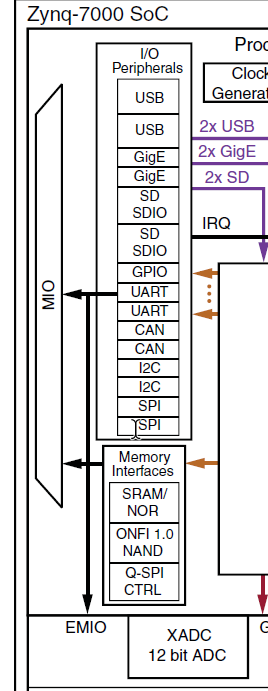 Zynq-7000 SoC
I/O
Peripherals
Proc
Clock
Generat
USB
USB
GigE
GigE
SD
SDIO
SD
SDIO
GPIO
UART
UART
CAN
CAN
I2C
I2C
SPI
SPI
2x USB
2x GigE
2x SD
IRQ
MIO
Memory
Interfaces
SRAM/
NOR
ONFI 1.0
NAND
Q-SPI
CTRL
EMIO
XADC
12 bit ADC
G